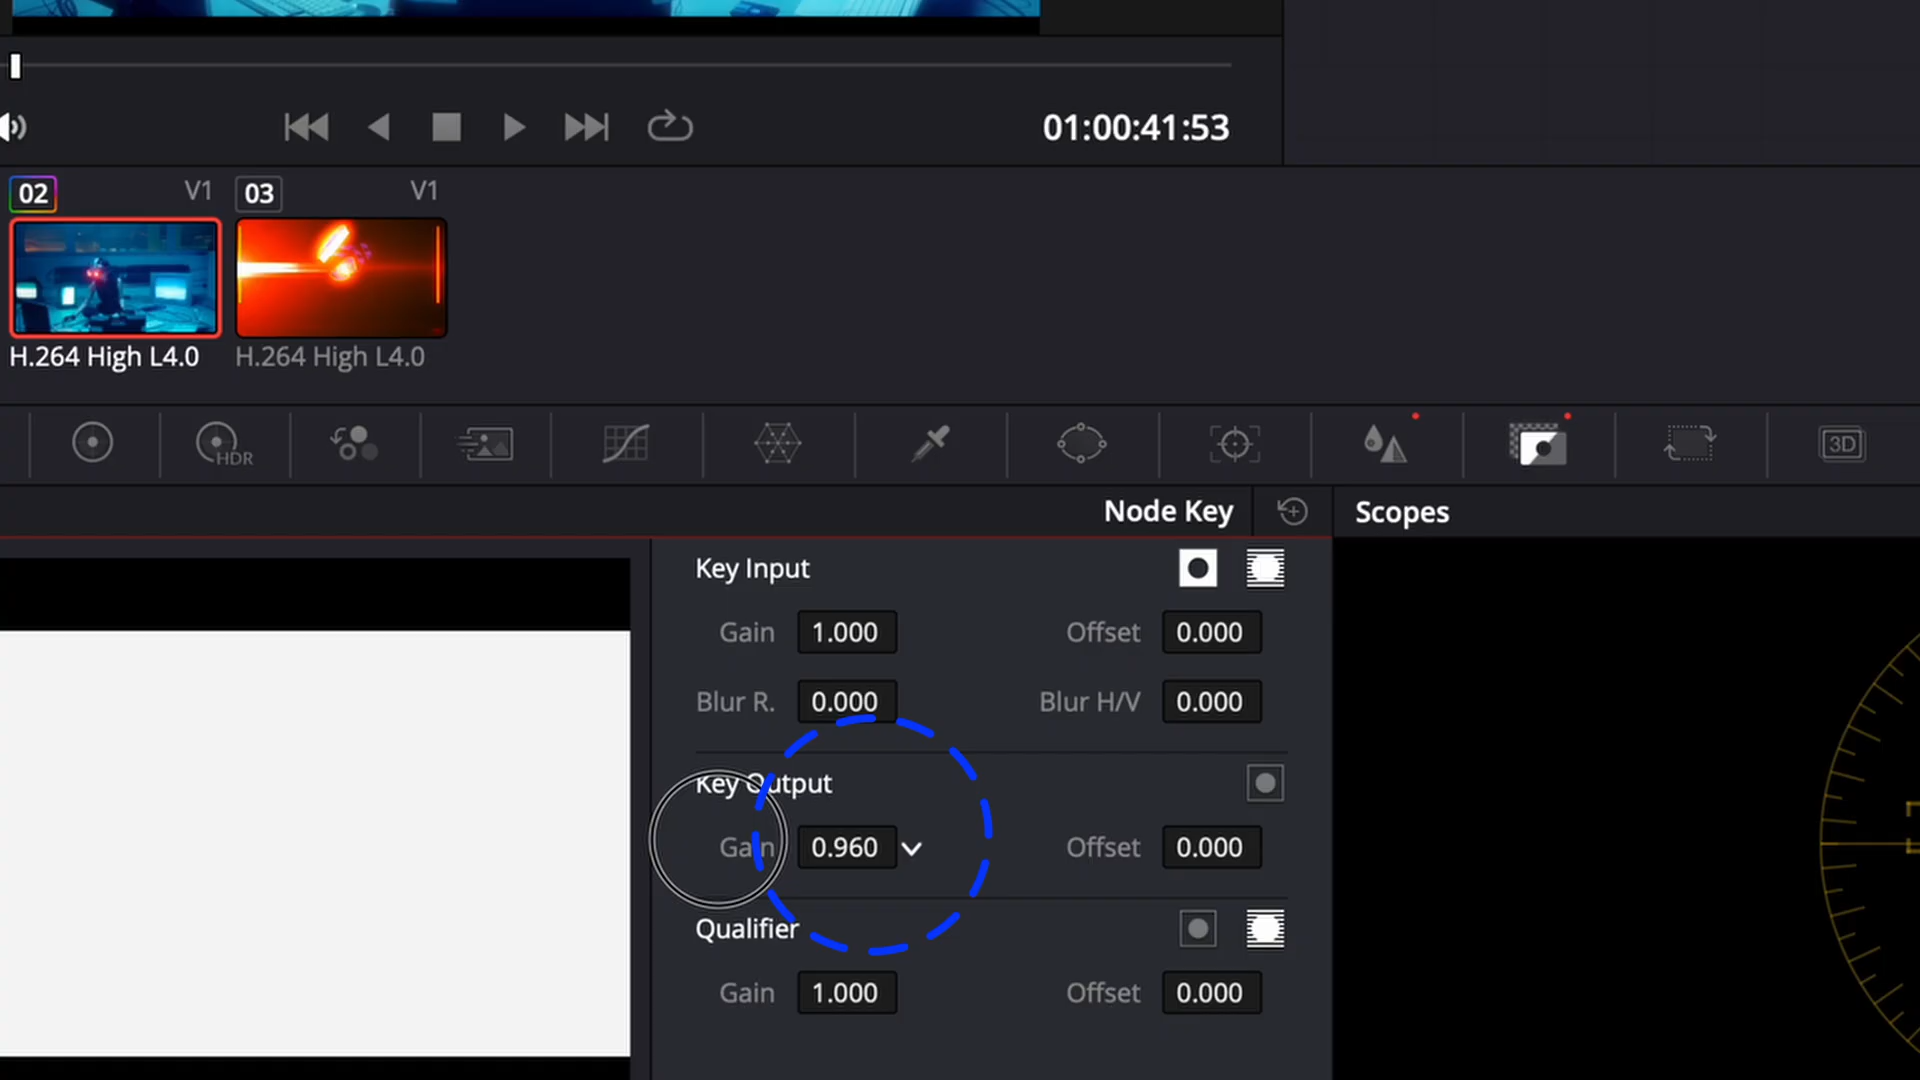 01:00:41:53
02 V1 03 V1
H.264 High L4.0 H.264 High L4.0
HDR 3D
Node Key Scopes
Key Input
Gain 1.000 Offset 0.000
Blur R. 0.000 Blur H/V 0.000
Key Output
Gain 0.960 Offset 0.000
Qualifier
Gain 1.000 Offset 0.000